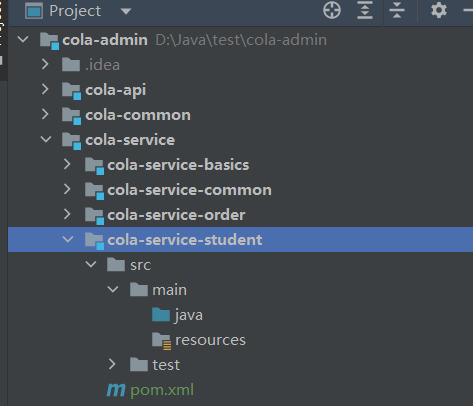 Project
cola-admin D:\Java\test\cola-admin
.idea
cola-api
cola-common
cola-service
cola-service-basics
cola-service-common
cola-service-order
cola-service-student
src
main
java
resources
test
pom.xml